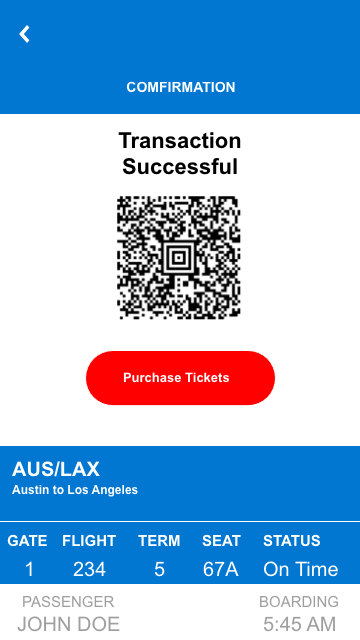 COMFIRMATION
Transaction
Successful
Purchase Tickets
AUS/LAX
Austin to Los Angeles
GATE FLIGHT TERM SEAT STATUS
1 234 5 67A On Time
PASSENGER BOARDING
JOHN DOE 5:45 AM